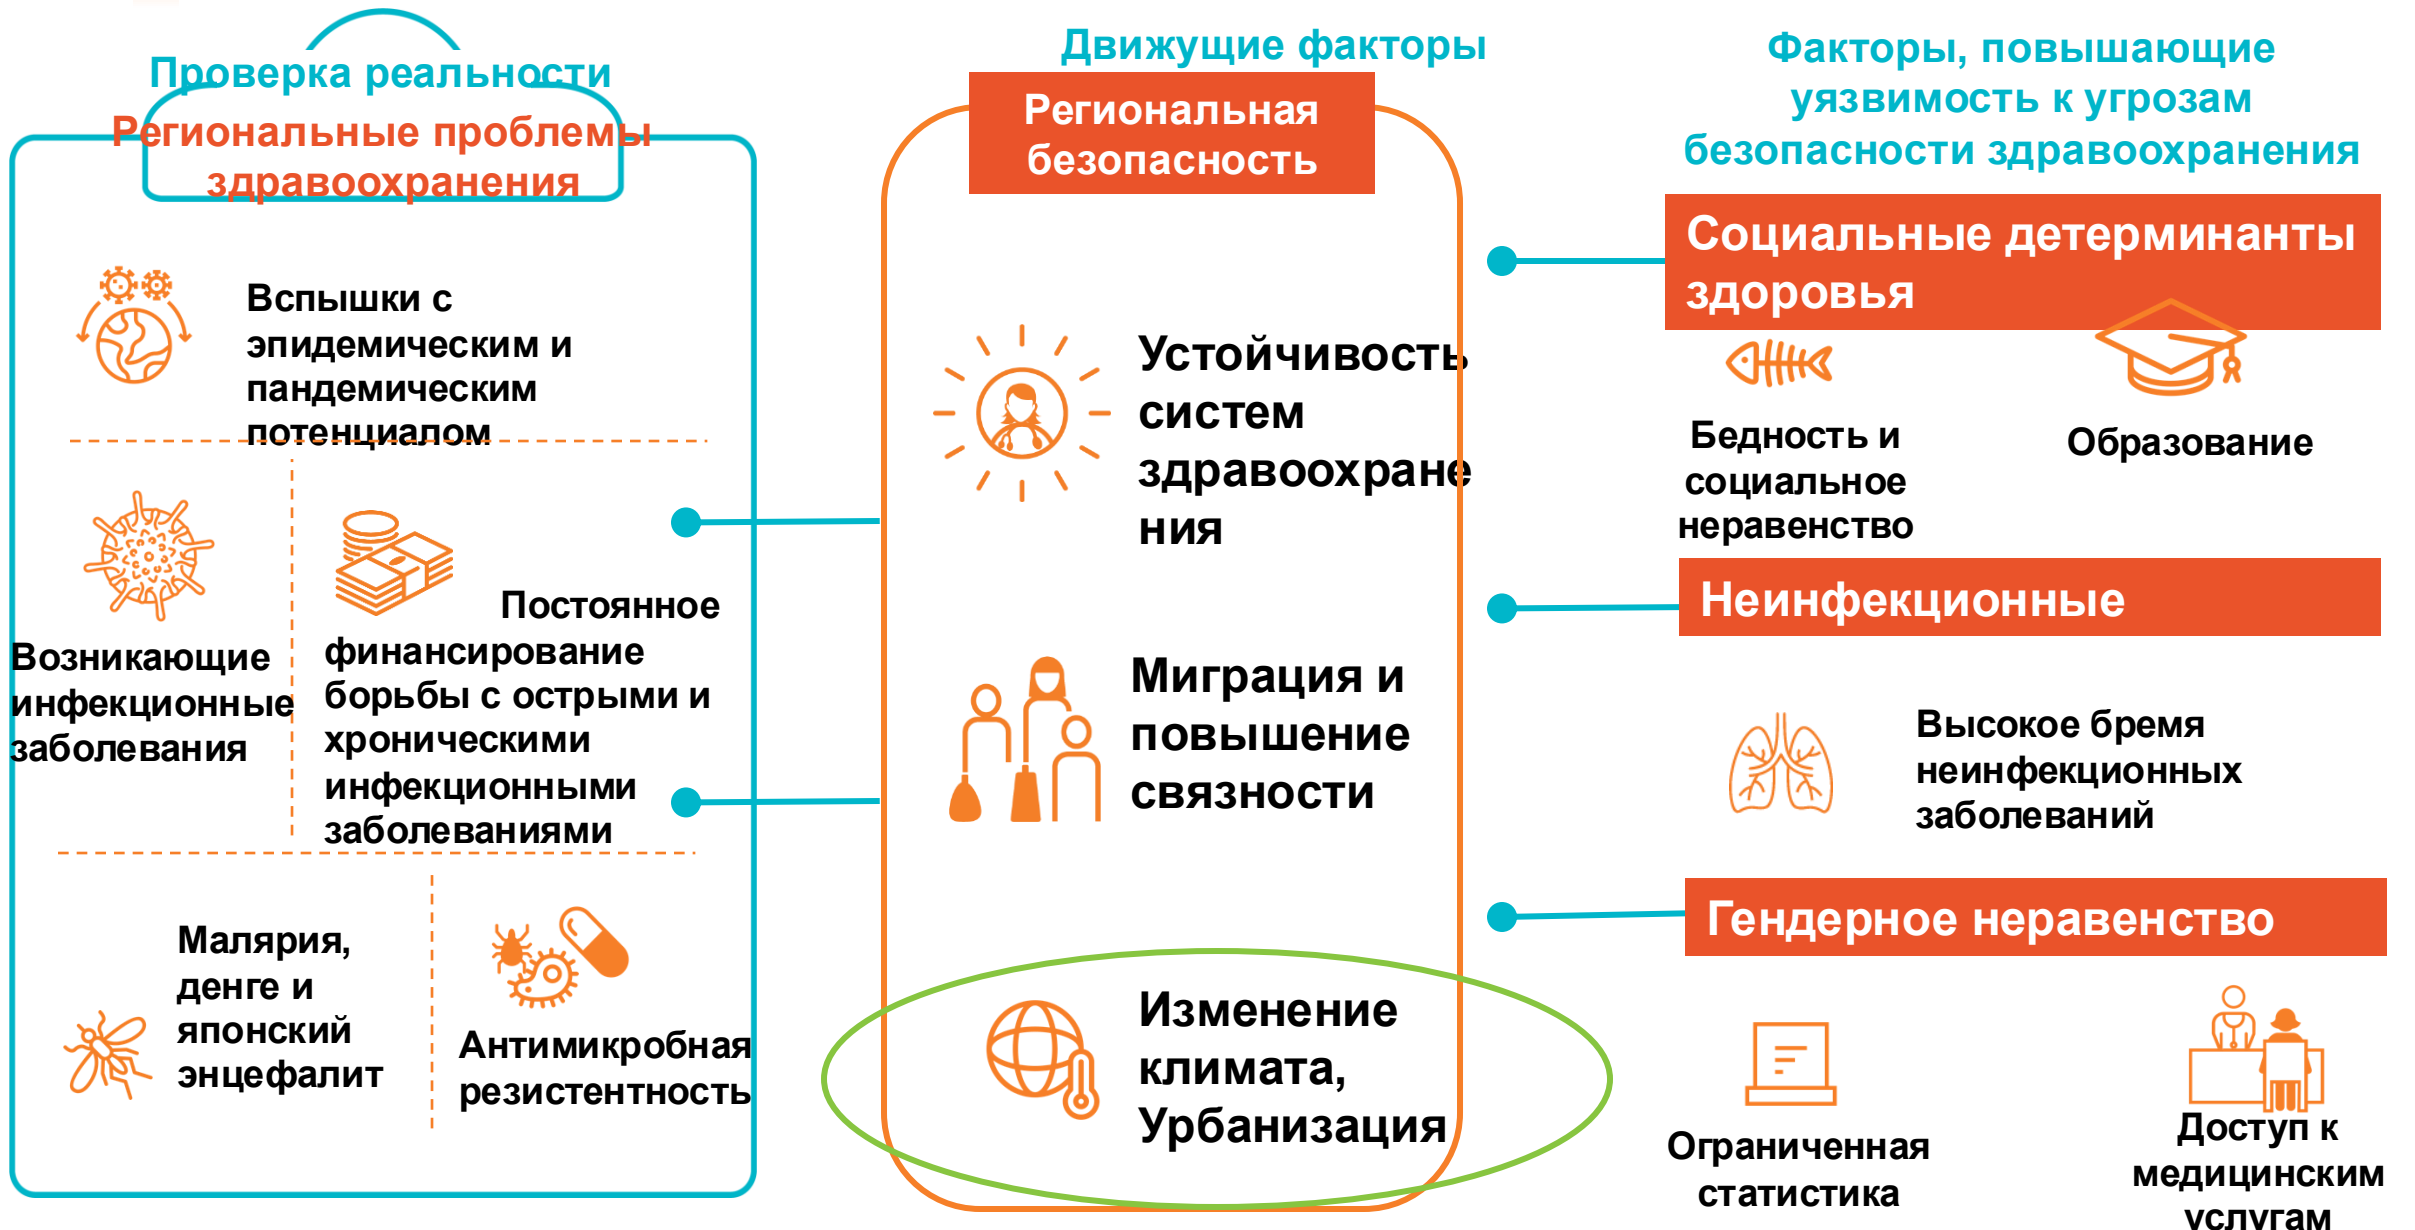 Проверка реальности
Региональные проблемы
здравоохранения
Вспышки с
эпидемическим и
пандемическим
потенциалом
Возникающие
инфекционные
заболевания
Постоянное
финансирование
борьбы с острыми и
хроническими
инфекционными
заболеваниями
Малярия,
денге и
японский
энцефалит
Антимикробная
резистентность
Движущие факторы
Региональная
безопасность
Устойчивость
систем
здравоохране
ния
Миграция и
повышение
связности
Изменение
климата,
Урбанизация
Факторы, повышающие
уязвимость к угрозам
безопасности здравоохранения
Социальные детерминанты
здоровья
Бедность и
социальное
неравенство
Образование
Неинфекционные
Высокое бремя
неинфекционных
заболеваний
Гендерное неравенство
Ограниченная
статистика
Доступ к
медицинским
услугам